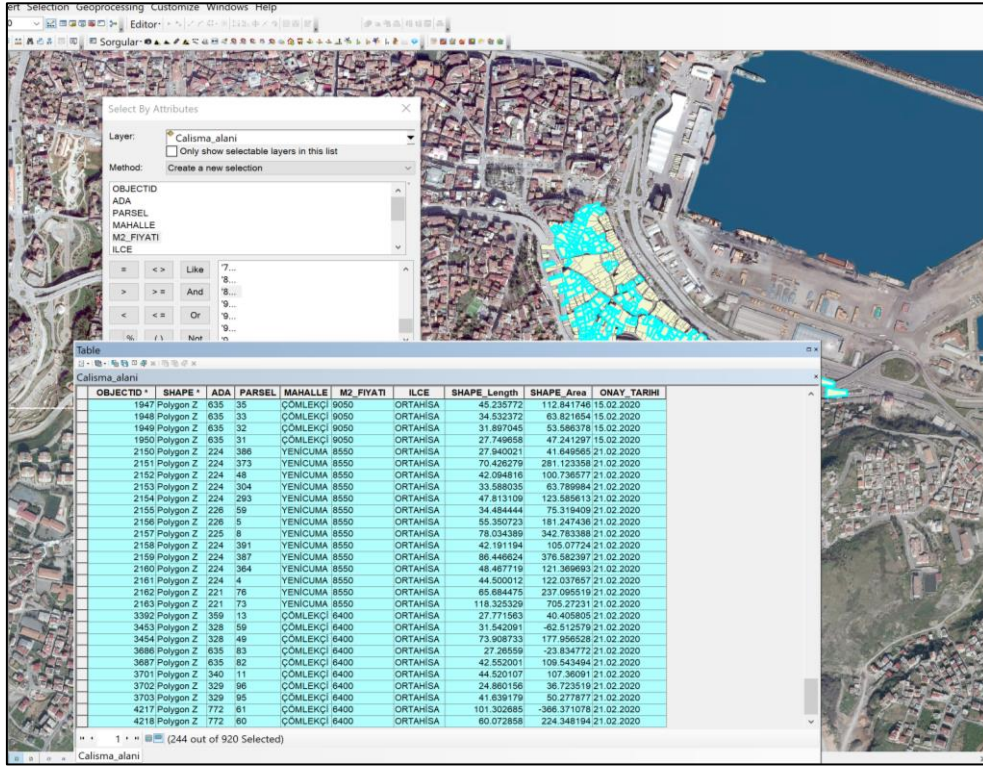 ert Selection Geoprocessing Customize Windows Help
Editor
Sorgular
Select By Attributes
Layer: Calisma_alani
Only show selectable layers in this list
Method: Create a new selection
OBJECTID
ADA
PARSEL
MAHALLE
M2_FIYATI
ILCE
= < > Like '7...
'8...
> > = And '8...
'9...
< < = Or '9...
'9...
% ( ) Not
Table
Calisma_alani
OBJECTID * SHAPE * ADA PARSEL MAHALLE M2_FIYATI ILCE SHAPE_Length SHAPE_Area ONAY_TARIHI
1947 Polygon Z 635 35 ÇÖMLEKÇİ 9050 ORTAHİSA 45.235772 112.841746 15.02.2020
1948 Polygon Z 635 33 ÇÖMLEKÇİ 9050 ORTAHİSA 34.532372 63.821654 15.02.2020
1949 Polygon Z 635 32 ÇÖMLEKÇİ 9050 ORTAHİSA 31.897045 53.586378 15.02.2020
1950 Polygon Z 635 31 ÇÖMLEKÇİ 9050 ORTAHİSA 27.749658 47.241297 15.02.2020
2150 Polygon Z 224 386 YENİCUMA 8550 ORTAHİSA 27.940021 41.649565 21.02.2020
2151 Polygon Z 224 373 YENİCUMA 8550 ORTAHİSA 70.426279 281.123358 21.02.2020
2152 Polygon Z 224 48 YENİCUMA 8550 ORTAHİSA 42.094816 100.736577 21.02.2020
2153 Polygon Z 224 304 YENİCUMA 8550 ORTAHİSA 33.588035 63.789984 21.02.2020
2154 Polygon Z 224 293 YENİCUMA 8550 ORTAHİSA 47.813109 123.585613 21.02.2020
2155 Polygon Z 226 59 YENİCUMA 8550 ORTAHİSA 34.484444 75.319409 21.02.2020
2156 Polygon Z 226 5 YENİCUMA 8550 ORTAHİSA 55.350723 181.247436 21.02.2020
2157 Polygon Z 225 8 YENİCUMA 8550 ORTAHİSA 78.034389 342.783388 21.02.2020
2158 Polygon Z 224 391 YENİCUMA 8550 ORTAHİSA 42.191194 105.07724 21.02.2020
2159 Polygon Z 224 387 YENİCUMA 8550 ORTAHİSA 86.446624 376.582397 21.02.2020
2160 Polygon Z 224 364 YENİCUMA 8550 ORTAHİSA 48.467719 121.369693 21.02.2020
2161 Polygon Z 224 4 YENİCUMA 8550 ORTAHİSA 44.500012 122.037657 21.02.2020
2162 Polygon Z 221 76 YENİCUMA 8550 ORTAHİSA 65.684475 237.095519 21.02.2020
2163 Polygon Z 221 73 YENİCUMA 8550 ORTAHİSA 118.325329 705.27231 21.02.2020
3392 Polygon Z 359 13 ÇÖMLEKÇİ 6400 ORTAHİSA 27.771563 40.405805 21.02.2020
3453 Polygon Z 328 59 ÇÖMLEKÇİ 6400 ORTAHİSA 31.542091 -62.512579 21.02.2020
3454 Polygon Z 328 49 ÇÖMLEKÇİ 6400 ORTAHİSA 73.908733 177.956528 21.02.2020
3686 Polygon Z 635 83 ÇÖMLEKÇİ 6400 ORTAHİSA 27.26559 -23.834772 21.02.2020
3687 Polygon Z 635 82 ÇÖMLEKÇİ 6400 ORTAHİSA 42.552001 109.543494 21.02.2020
3701 Polygon Z 340 11 ÇÖMLEKÇİ 6400 ORTAHİSA 44.520107 107.36091 21.02.2020
3702 Polygon Z 329 96 ÇÖMLEKÇİ 6400 ORTAHİSA 24.860156 36.723519 21.02.2020
3703 Polygon Z 329 95 ÇÖMLEKÇİ 6400 ORTAHİSA 41.639179 50.277877 21.02.2020
4217 Polygon Z 772 61 ÇÖMLEKÇİ 6400 ORTAHİSA 101.302685 -366.371078 21.02.2020
4218 Polygon Z 772 60 ÇÖMLEKÇİ 6400 ORTAHİSA 60.072858 224.348194 21.02.2020
1 (244 out of 920 Selected)
Calisma_alani